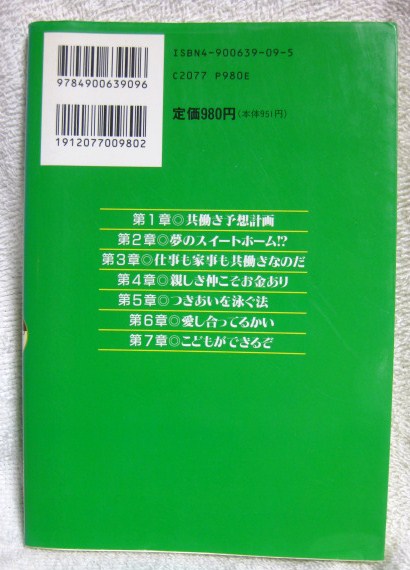 ISBN4-900639-09-5
9784900639096
C2077 P980E
定価980円(本体951円)
1912077009802
第1章◎共働き予想計画
第2章◎夢のスイートホーム!?
第3章◎仕事も家事も共働きなのだ
第4章◎親しき仲こそお金あり
第5章◎つきあいを泳ぐ法
第6章◎愛し合ってるかい
第7章◎こどもができるぞ